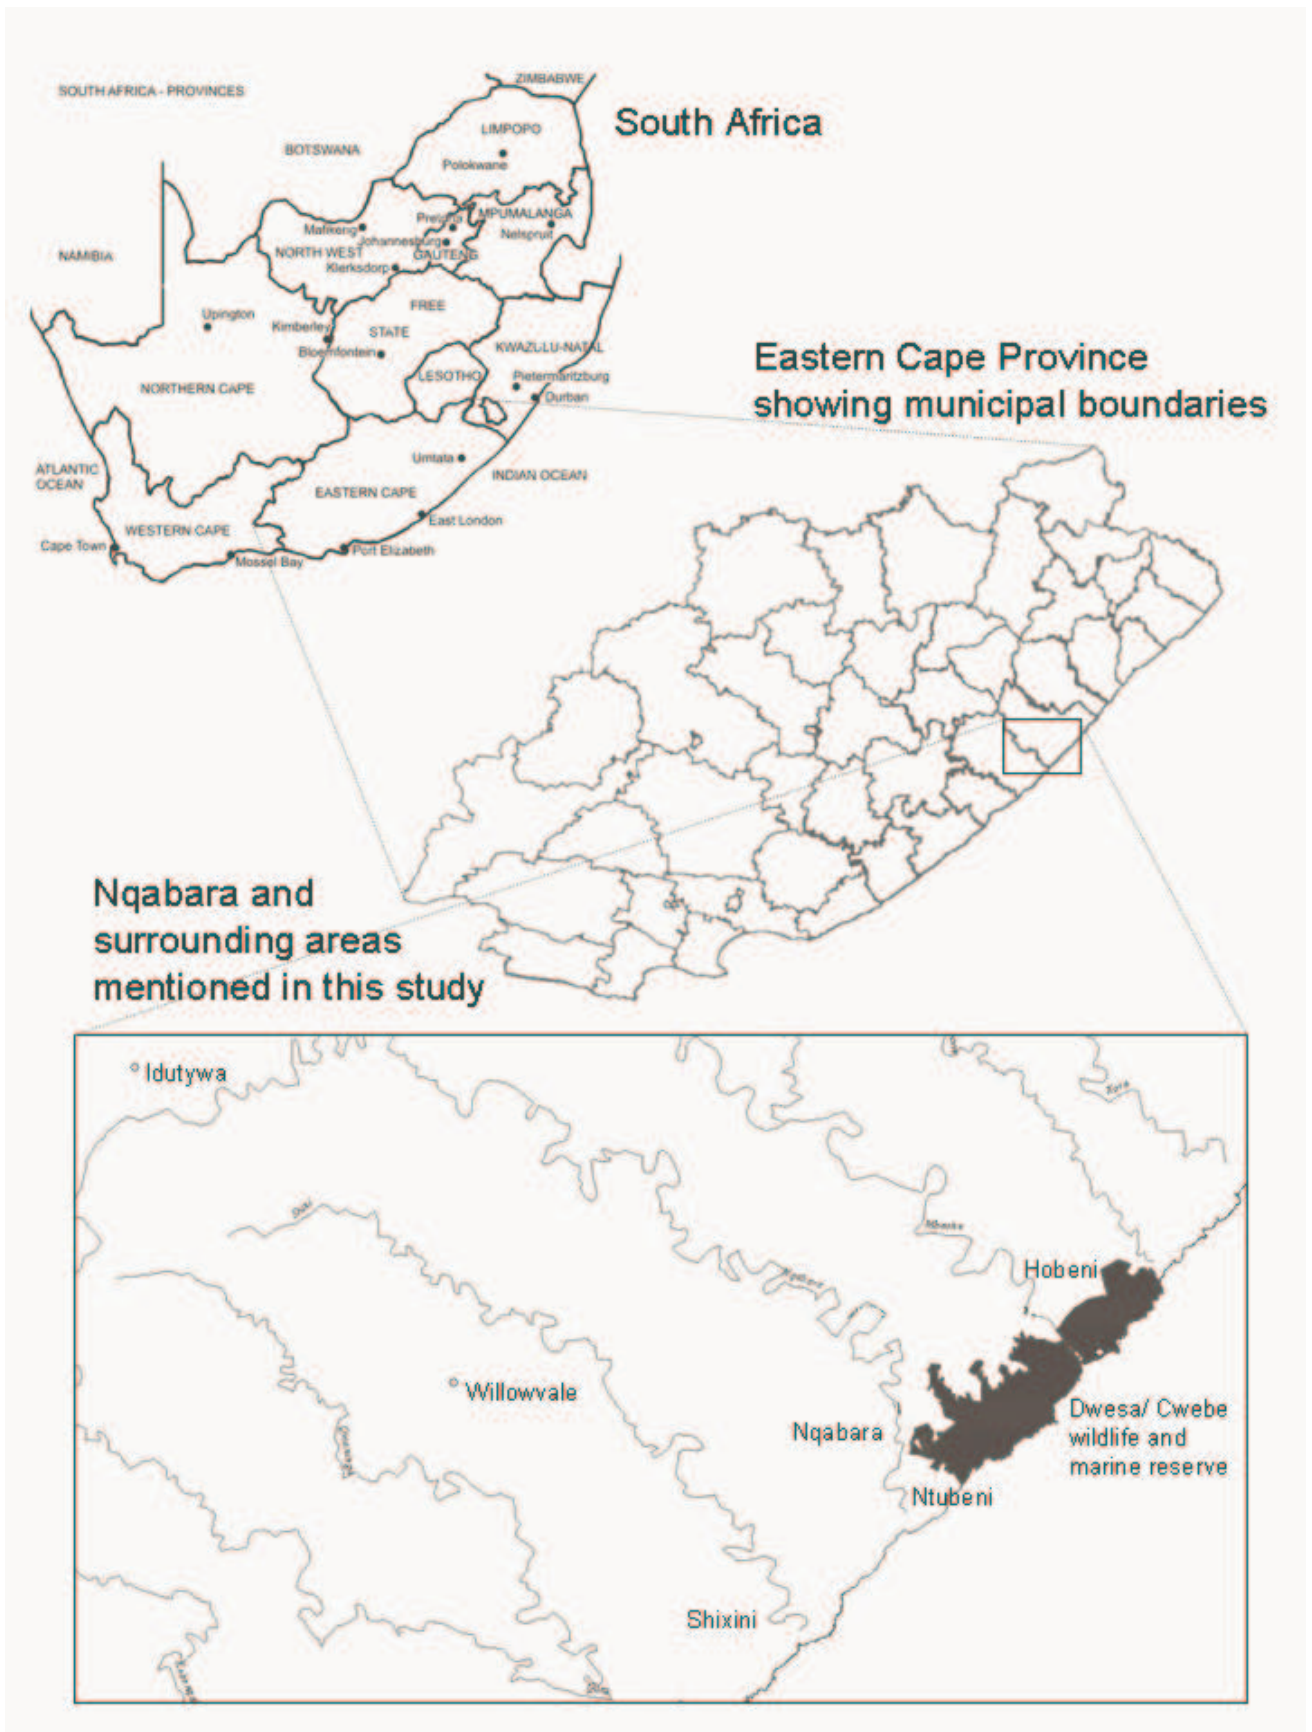 SOUTH AFRICA - PROVINCES
ZIMBABWE
South Africa
LIMPOPO
BOTSWANA
Polokwane
MPUMALANGA
Pretoria
Mafikeng
Nelspruit
Johannesburg
NORTH WEST
GAUTENG
NAMIBIA
Klerksdorp
FREE
Upington
Kimberley
STATE
KWAZULU-NATAL
Bloemfontein
Eastern Cape Province
showing municipal boundaries
LESOTHO
Pietermaritzburg
NORTHERN CAPE
Durban
Umtata
ATLANTIC
OCEAN
INDIAN OCEAN
EASTERN CAPE
East London
WESTERN CAPE
Cape Town
Port Elizabeth
Mossel Bay
Nqabara and
surrounding areas
mentioned in this study
Idutywa
Hobeni
Willowvale
Dwesa/ Cwebe
wildlife and
marine reserve
Nqabara
Ntubeni
Shixini